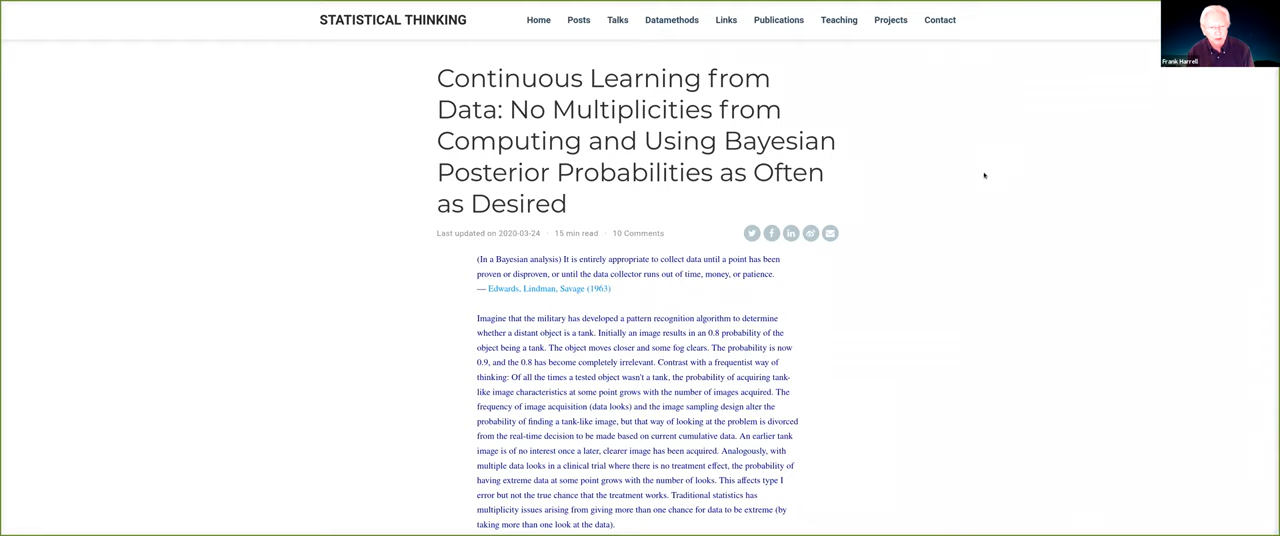 STATISTICAL THINKING
Home Posts Talks Datamethods Links Publications Teaching Projects Contact
Frank Harrell
Continuous Learning from
Data: No Multiplicities from
Computing and Using Bayesian
Posterior Probabilities as Often
as Desired
Last updated on 2020-03-24 · 15 min read · 10 Comments
(In a Bayesian analysis) It is entirely appropriate to collect data until a point has been
proven or disproven, or until the data collector runs out of time, money, or patience.
— Edwards, Lindman, Savage (1963)
Imagine that the military has developed a pattern recognition algorithm to determine
whether a distant object is a tank. Initially an image results in an 0.8 probability of the
object being a tank. The object moves closer and some fog clears. The probability is now
0.9, and the 0.8 has become completely irrelevant. Contrast with a frequentist way of
thinking: Of all the times a tested object wasn't a tank, the probability of acquiring tank-
like image characteristics at some point grows with the number of images acquired. The
frequency of image acquisition (data looks) and the image sampling design alter the
probability of finding a tank-like image, but that way of looking at the problem is divorced
from the real-time decision to be made based on current cumulative data. An earlier tank
image is of no interest once a later, clearer image has been acquired. Analogously, with
multiple data looks in a clinical trial where there is no treatment effect, the probability of
having extreme data at some point grows with the number of looks. This affects type I
error but not the true chance that the treatment works. Traditional statistics has
multiplicity issues arising from giving more than one chance for data to be extreme (by
taking more than one look at the data).